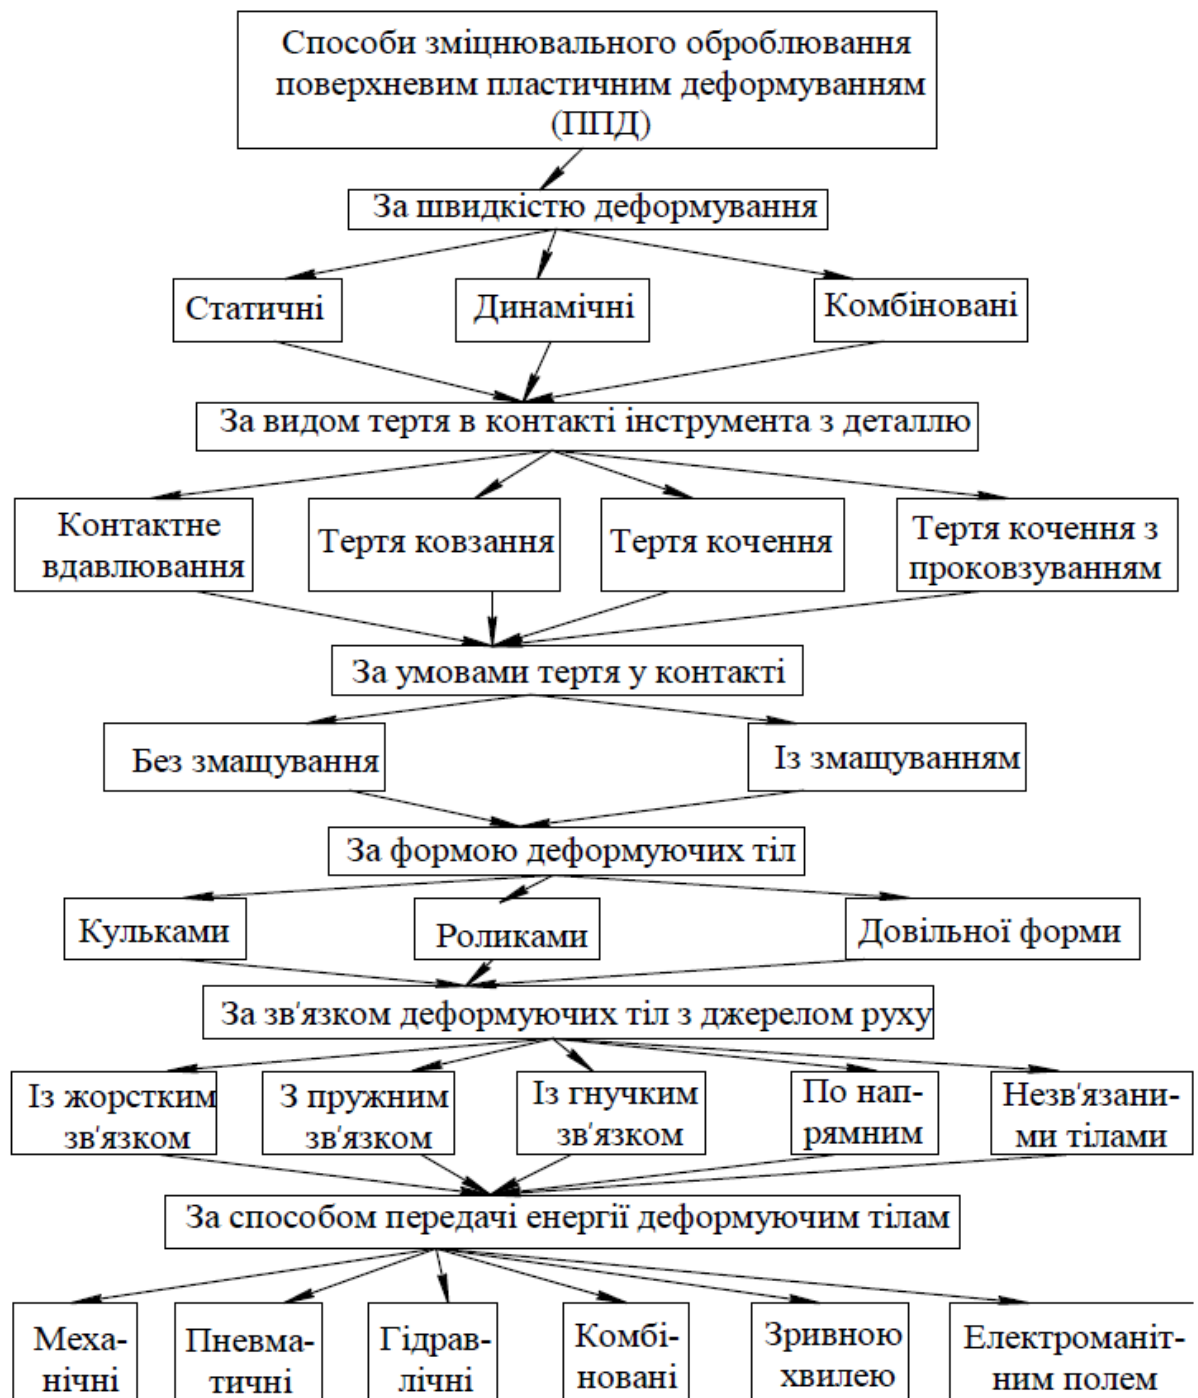 Способи зміцнювального оброблювання
поверхневим пластичним деформуванням
(ППД)
За швидкістю деформування
Статичні
Динамічні
Комбіновані
За видом тертя в контакті інструмента з деталлю
Контактне
вдавлювання
Тертя ковзання
Тертя кочення
Тертя кочення з
проковзуванням
За умовами тертя у контакті
Без змащування
Із змащуванням
За формою деформуючих тіл
Кульками
Роликами
Довільної форми
За зв'язком деформуючих тіл з джерелом руху
Із жорстким
зв'язком
З пружним
зв'язком
Із гнучким
зв'язком
По нап-
рямним
Незв'язани-
ми тілами
За способом передачі енергії деформуючим тілам
Меха-
нічні
Пневма-
тичні
Гідрав-
лічні
Комбі-
новані
Зривною
хвилею
Електроманіт-
ним полем